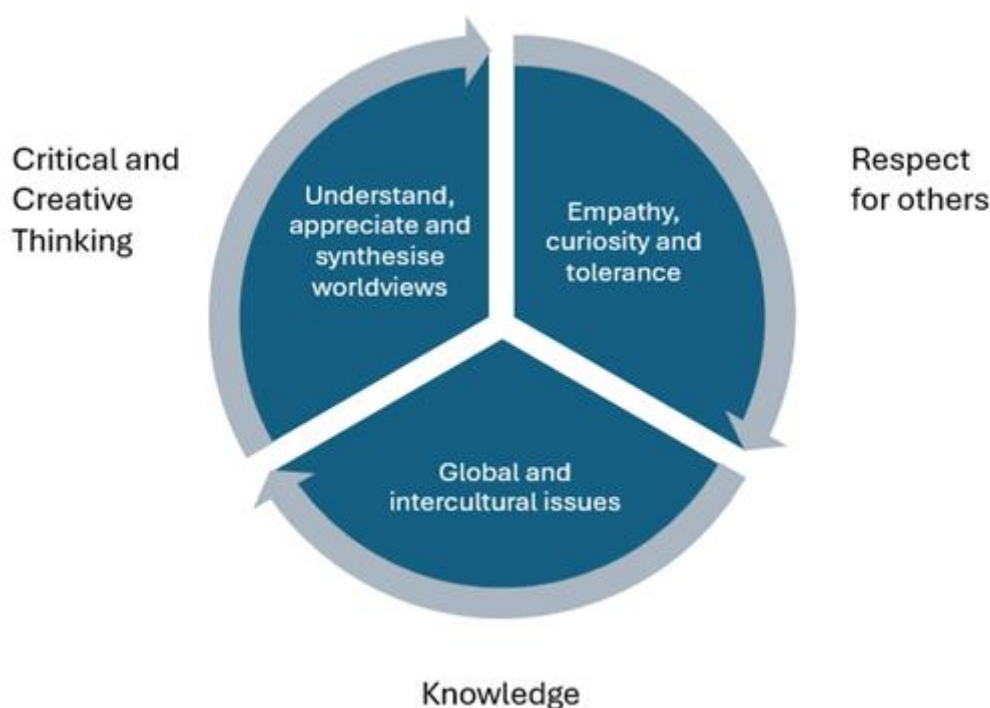 Critical and
Creative
Thinking
Understand,
appreciate and
synthesise
worldviews
Empathy,
curiosity and
tolerance
Respect
for others
Global and
intercultural issues
Knowledge